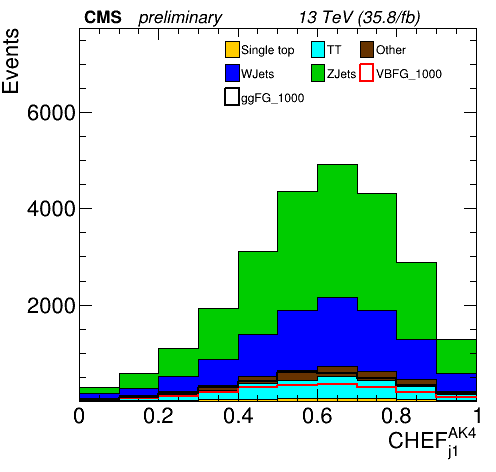 CMS preliminary 13 TeV (35.8/fb)
Events
Single top TT Other
WJets ZJets VBFG_1000
ggFG_1000
6000
4000
2000
0 0.2 0.4 0.6 0.8 1
CHEF_{j1}^{AK4}